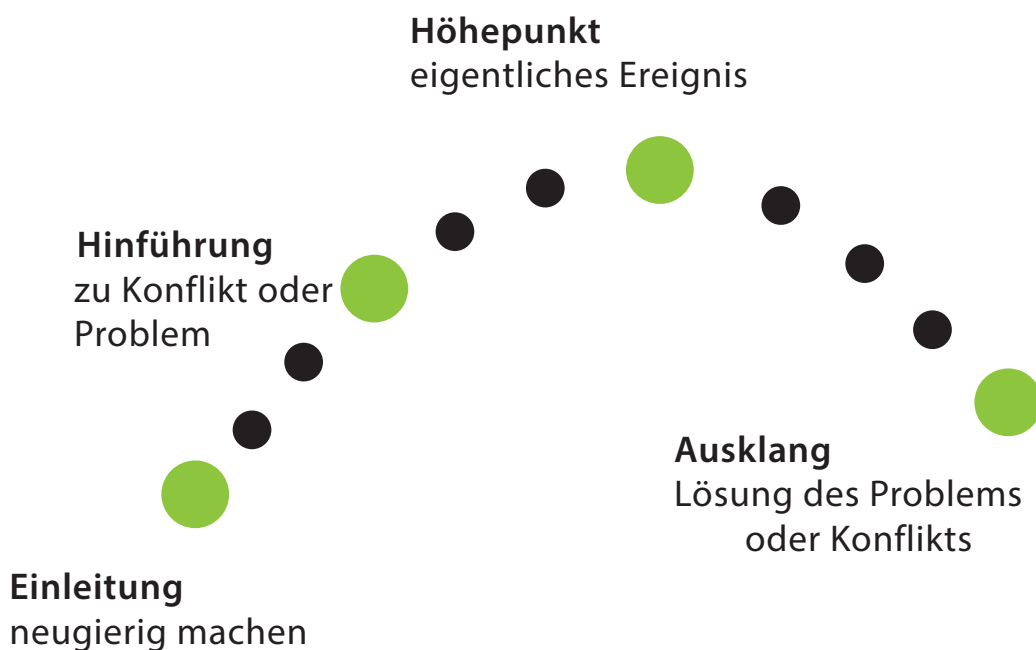 Höhepunkt
eigentliches Ereignis
Hinführung
zu Konflikt oder
Problem
Ausklang
Lösung des Problems
oder Konflikts
Einleitung
neugierig machen